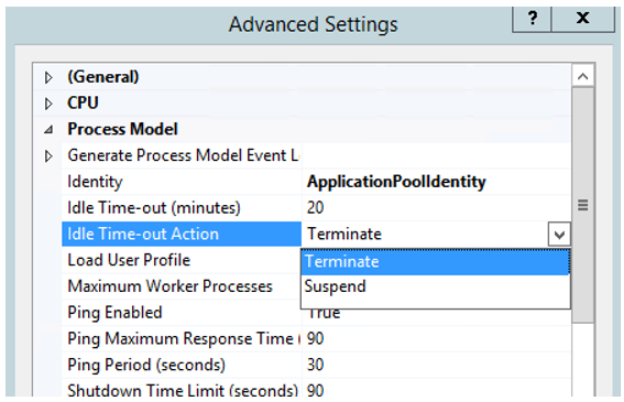 Advanced Settings ? x
(General)
CPU
Process Model
Generate Process Model Event L
Identity ApplicationPoolIdentity
Idle Time-out (minutes) 20
Idle Time-out Action Terminate
Load User Profile Terminate
Maximum Worker Processes Suspend
Ping Enabled True
Ping Maximum Response Time ( 90
Ping Period (seconds) 30
Shutdown Time Limit (seconds) 90